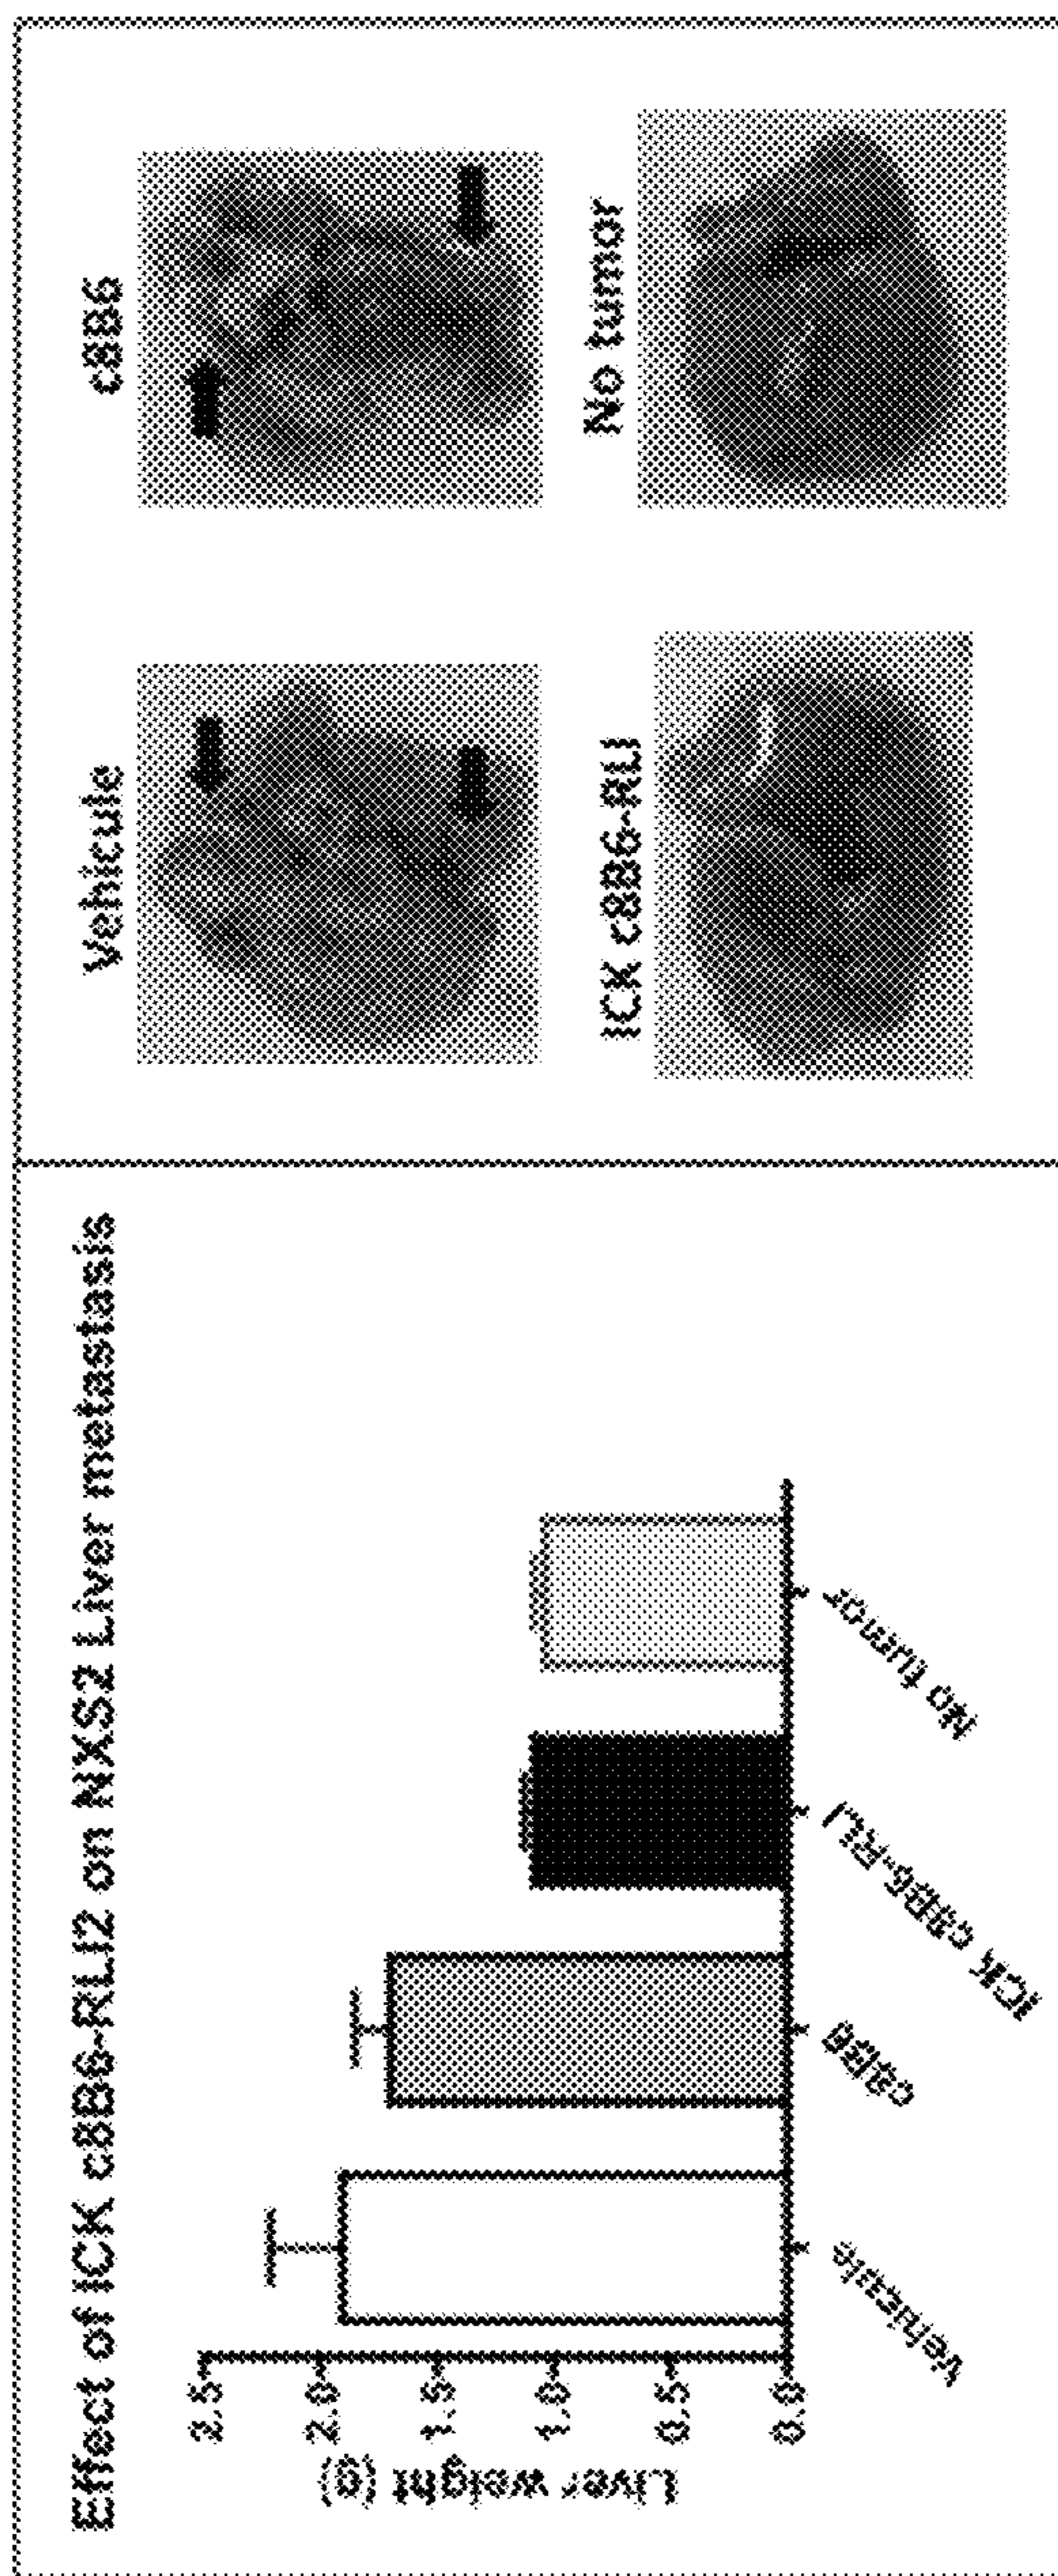 Effect of ICK c8B6-RLI2 on NXS2 Liver metastasis
Liver weight (g)
2.5
2.0
1.5
1.0
0.5
0.0
Vehicule
c8B6
ICK c8B6-RLI
No tumor
Vehicule
c8B6
ICK c8B6-RLI
No tumor